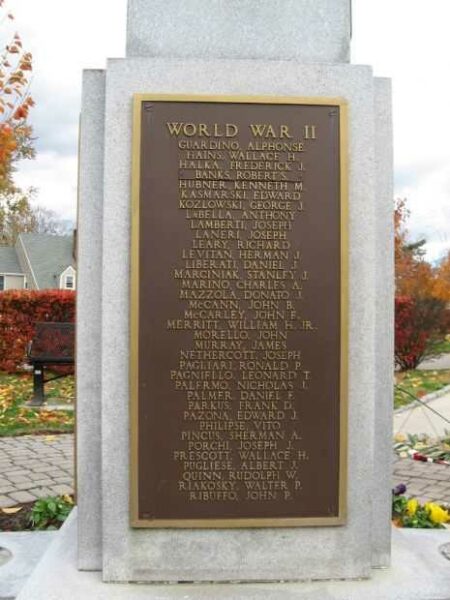 WORLD WAR II
GUARDINO, ALPHONSE
HAINS, WALLACE H.
HALKA, FREDERICK J.
BANKS, ROBERT S.
HUBNER, KENNETH M.
KASMARSKI, EDWARD
KOZLOWSKI, GEORGE J.
LaBELLA, ANTHONY
LAMBERTI, JOSEPH
LANERI, JOSEPH
LEARY, RICHARD
LEVITAN, HERMAN J.
LIBERATI, DANIEL J.
MARCINIAK, STANLEY J.
MARINO, CHARLES A.
MAZZOLA, DONATO J.
McCANN, JOHN B.
McCARLEY, JOHN F.
MERRITT, WILLIAM H. JR.
MORELLO, JOHN
MURRAY, JAMES
NETHERCOTT, JOSEPH
PAGLIARI, RONALD P.
PAGNIELLO, LEONARD T.
PALERMO, NICHOLAS J.
PALMER, DANIEL F.
PARKUS, FRANK D.
PAZONA, EDWARD J.
PHILIPSE, VITO
PINCUS, SHERMAN A.
PORCHI, JOSEPH J.
PRESCOTT, WALLACE H.
PUGLIESE, ALBERT J.
QUINN, RUDOLPH W.
RIAKOSKY, WALTER P.
RIBUFFO, JOHN P.